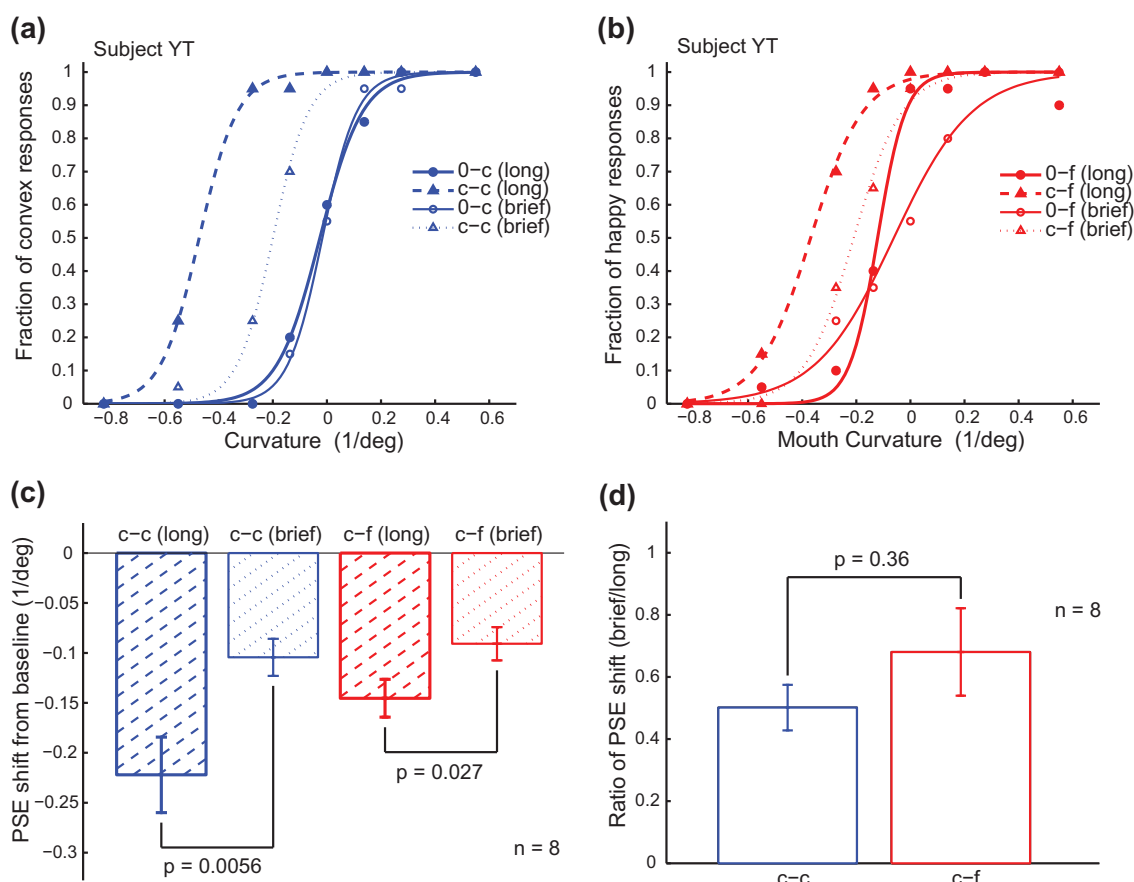 (a)
Subject YT
Fraction of convex responses
1
0.9
0.8
0.7
0.6
0.5
0.4
0.3
0.2
0.1
0
−0.8 −0.6 −0.4 −0.2 0 0.2 0.4 0.6
Curvature (1/deg)
0−c (long)
c−c (long)
0−c (brief)
c−c (brief)
(b)
Subject YT
Fraction of happy responses
1
0.9
0.8
0.7
0.6
0.5
0.4
0.3
0.2
0.1
0
−0.8 −0.6 −0.4 −0.2 0 0.2 0.4 0.6
Mouth Curvature (1/deg)
0−f (long)
c−f (long)
0−f (brief)
c−f (brief)
(c)
c−c (long) c−c (brief) c−f (long) c−f (brief)
PSE shift from baseline (1/deg)
0
−0.05
−0.1
−0.15
−0.2
−0.25
−0.3
p = 0.0056
p = 0.027
n = 8
(d)
Ratio of PSE shift (brief/long)
1
0.8
0.6
0.4
0.2
0
p = 0.36
n = 8
c−c c−f